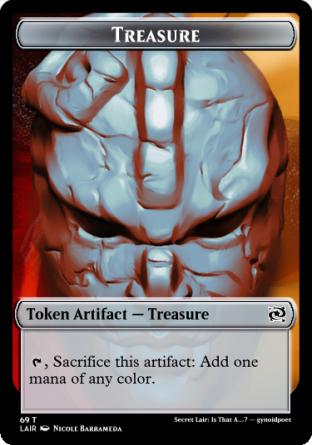 TREASURE
Token Artifact — Treasure
, Sacrifice this artifact: Add one
mana of any color.
69 T
LAIR NICOLE BARRAMEDA
Secret Lair: Is That A...? — gynoidpoet